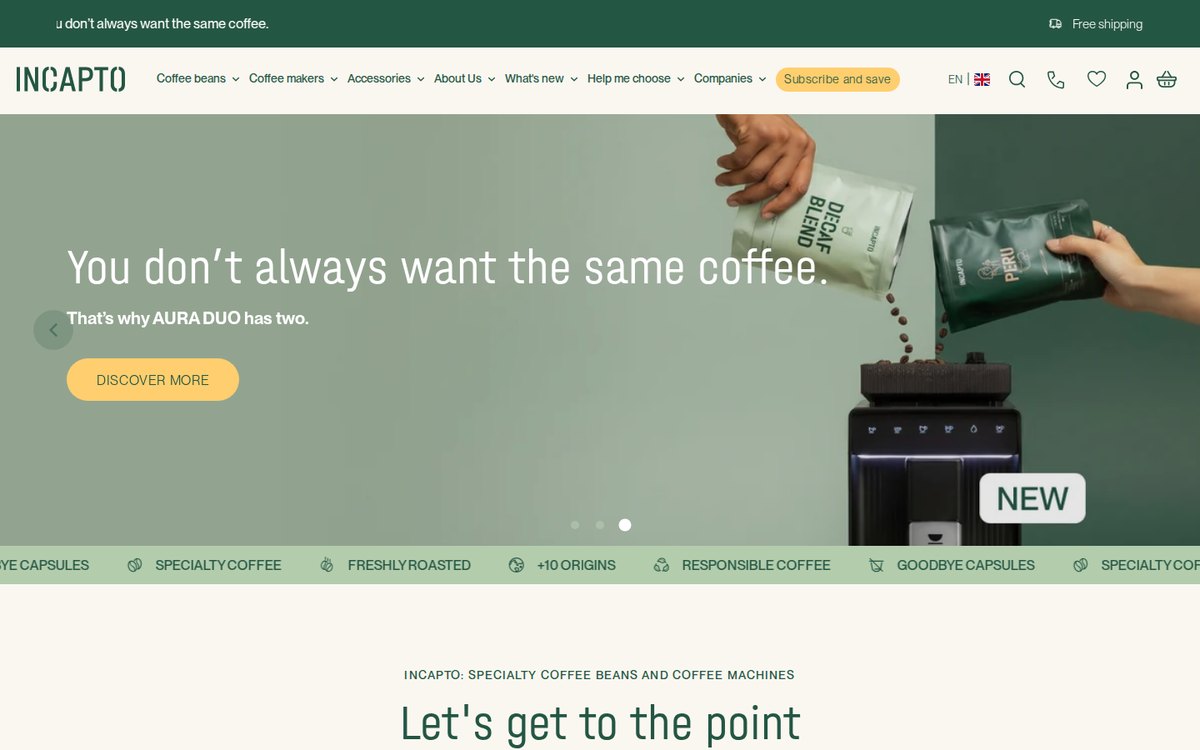 u don't always want the same coffee.
Free shipping
INCAPTO
Coffee beans
Coffee makers
Accessories
About Us
What's new
Help me choose
Companies
Subscribe and save
EN |
You don't always want the same coffee.
That's why AURA DUO has two.
DISCOVER MORE
DECAF
BLEND
INCAPTO
INCAPTO
PERU
NEW
YE CAPSULES
SPECIALTY COFFEE
FRESHLY ROASTED
+10 ORIGINS
RESPONSIBLE COFFEE
GOODBYE CAPSULES
SPECIALTY COF
INCAPTO: SPECIALTY COFFEE BEANS AND COFFEE MACHINES
Let's get to the point